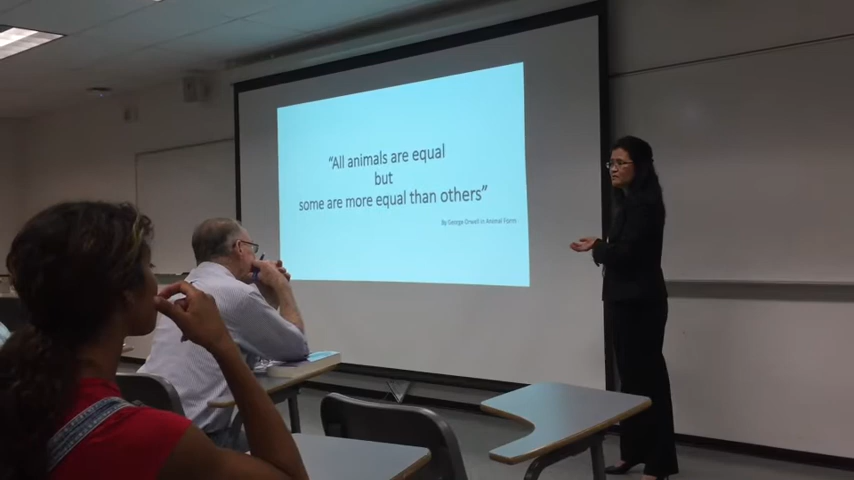 “All animals are equal
but
some are more equal than others”
By George Orwell in Animal Farm